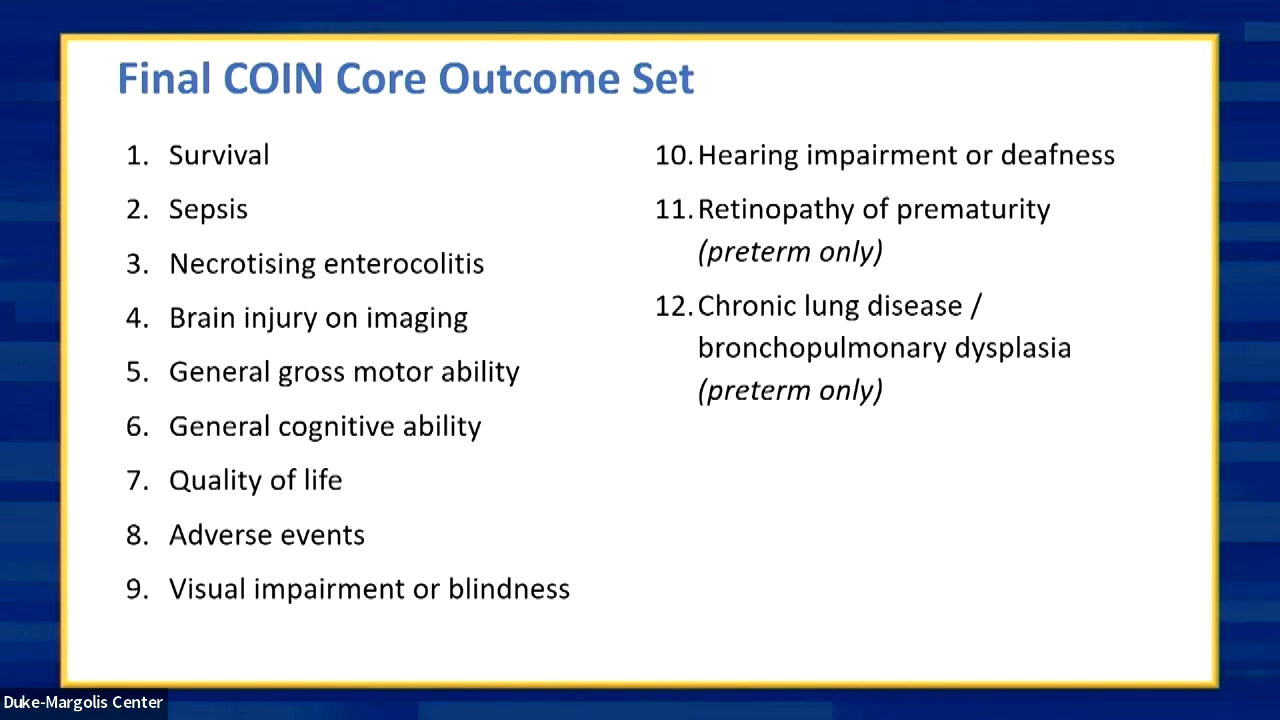 Final COIN Core Outcome Set
1. Survival
2. Sepsis
3. Necrotising enterocolitis
4. Brain injury on imaging
5. General gross motor ability
6. General cognitive ability
7. Quality of life
8. Adverse events
9. Visual impairment or blindness
10. Hearing impairment or deafness
11. Retinopathy of prematurity
(preterm only)
12. Chronic lung disease /
bronchopulmonary dysplasia
(preterm only)
Duke-Margolis Center